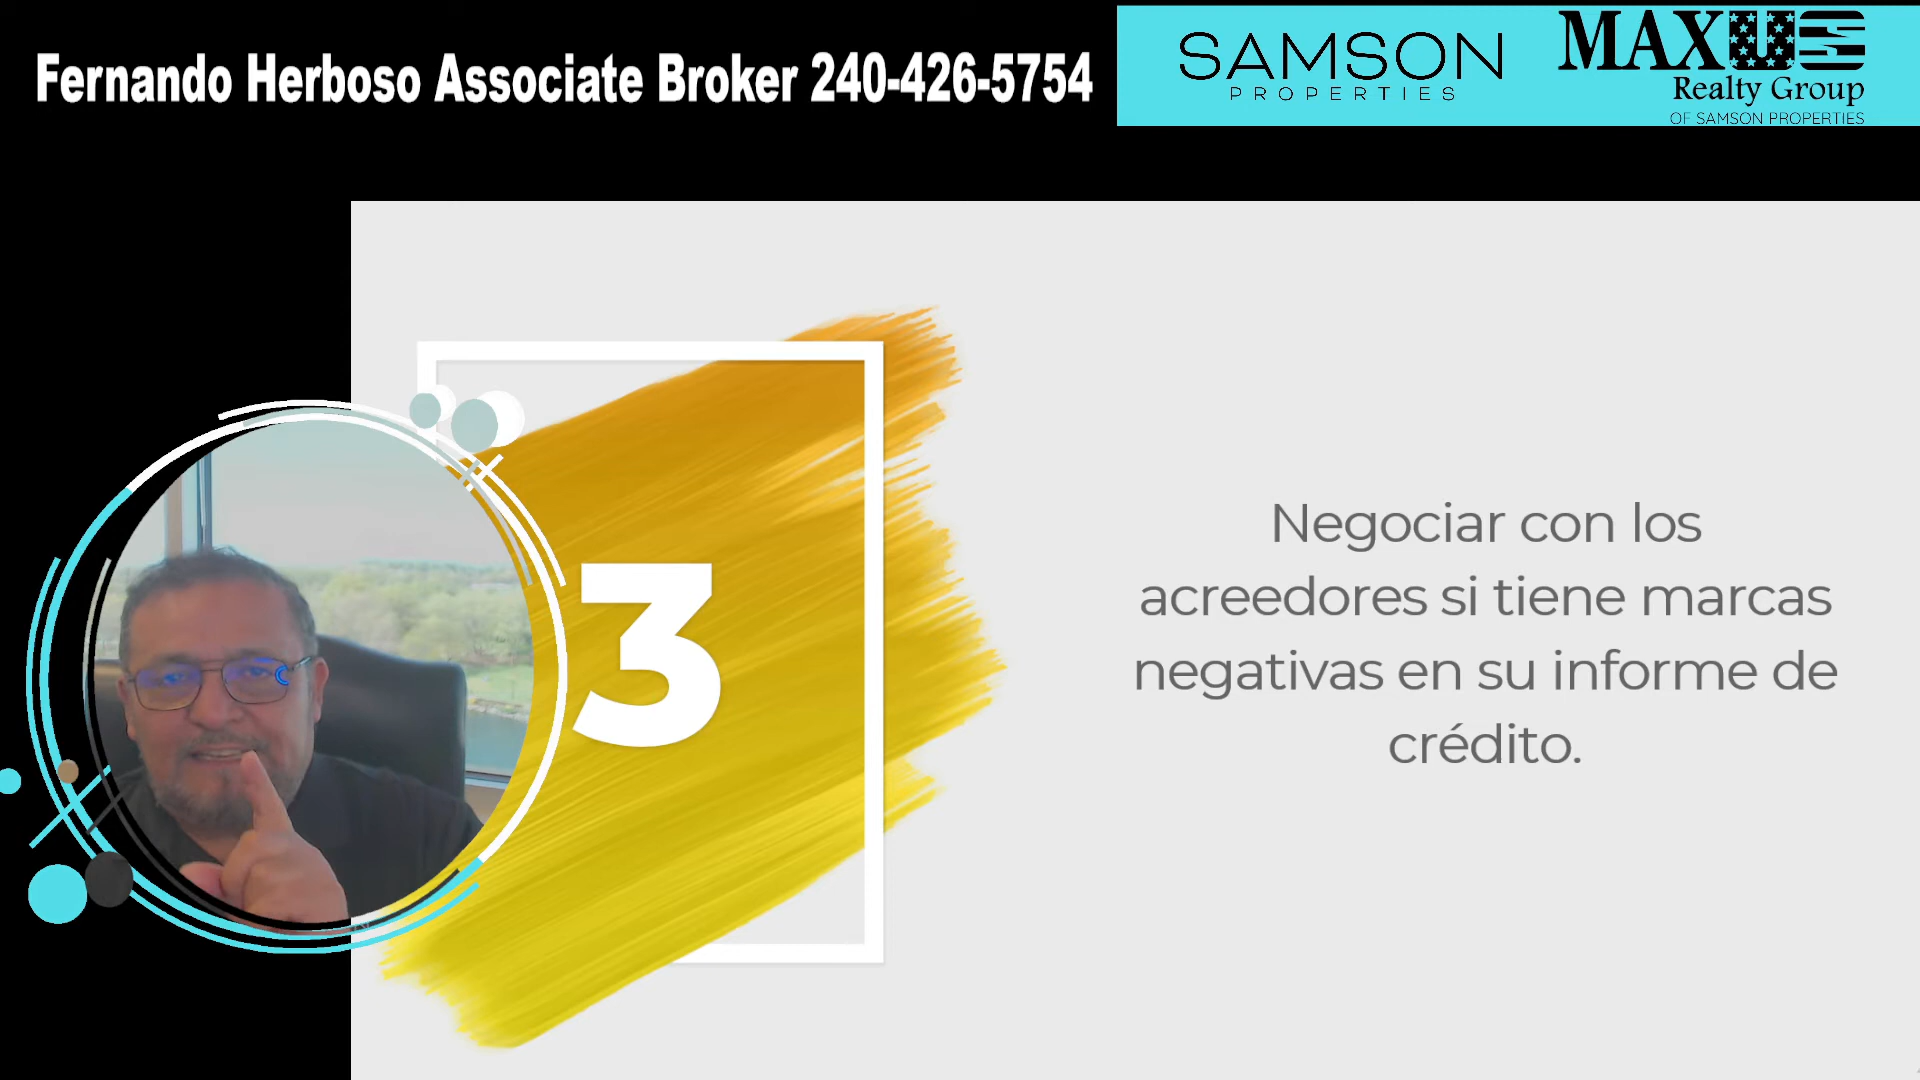 Fernando Herboso Associate Broker 240-426-5754
SAMSON
PROPERTIES
MAXUS
Realty Group
OF SAMSON PROPERTIES
3
Negociar con los
acreedores si tiene marcas
negativas en su informe de
crédito.